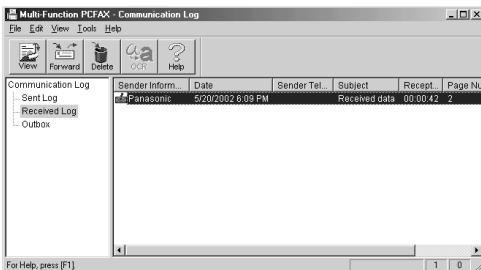 Multi-Function PCFAX - Communication Log
File Edit View Tools Help
View Forward Delete OCR Help
Communication Log
Sent Log
Received Log
Outbox
Sender Inform... Date Sender Tel... Subject Recept... Page Nu
Panasonic 5/20/2002 6:09 PM Received data 00:00:42 2
For Help, press [F1]. 1 0